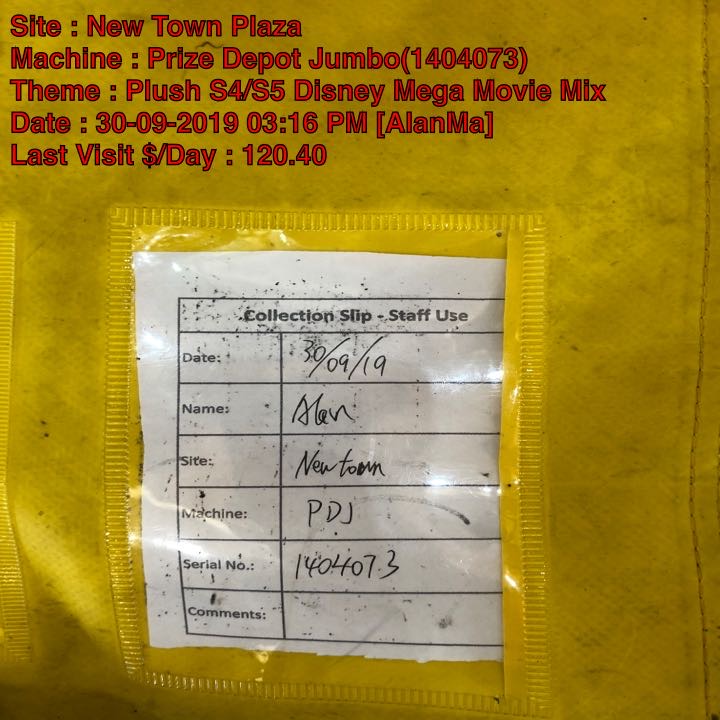 Site : New Town Plaza
Machine : Prize Depot Jumbo(1404073)
Theme : Plush S4/S5 Disney Mega Movie Mix
Date : 30-09-2019 03:16 PM [AlanMa]
Last Visit $/Day : 120.40
Collection Slip - Staff Use
Date: 30/09/19
Name: Alan
Site: New town
Machine: PDJ
Serial No.: 1404073
Comments: